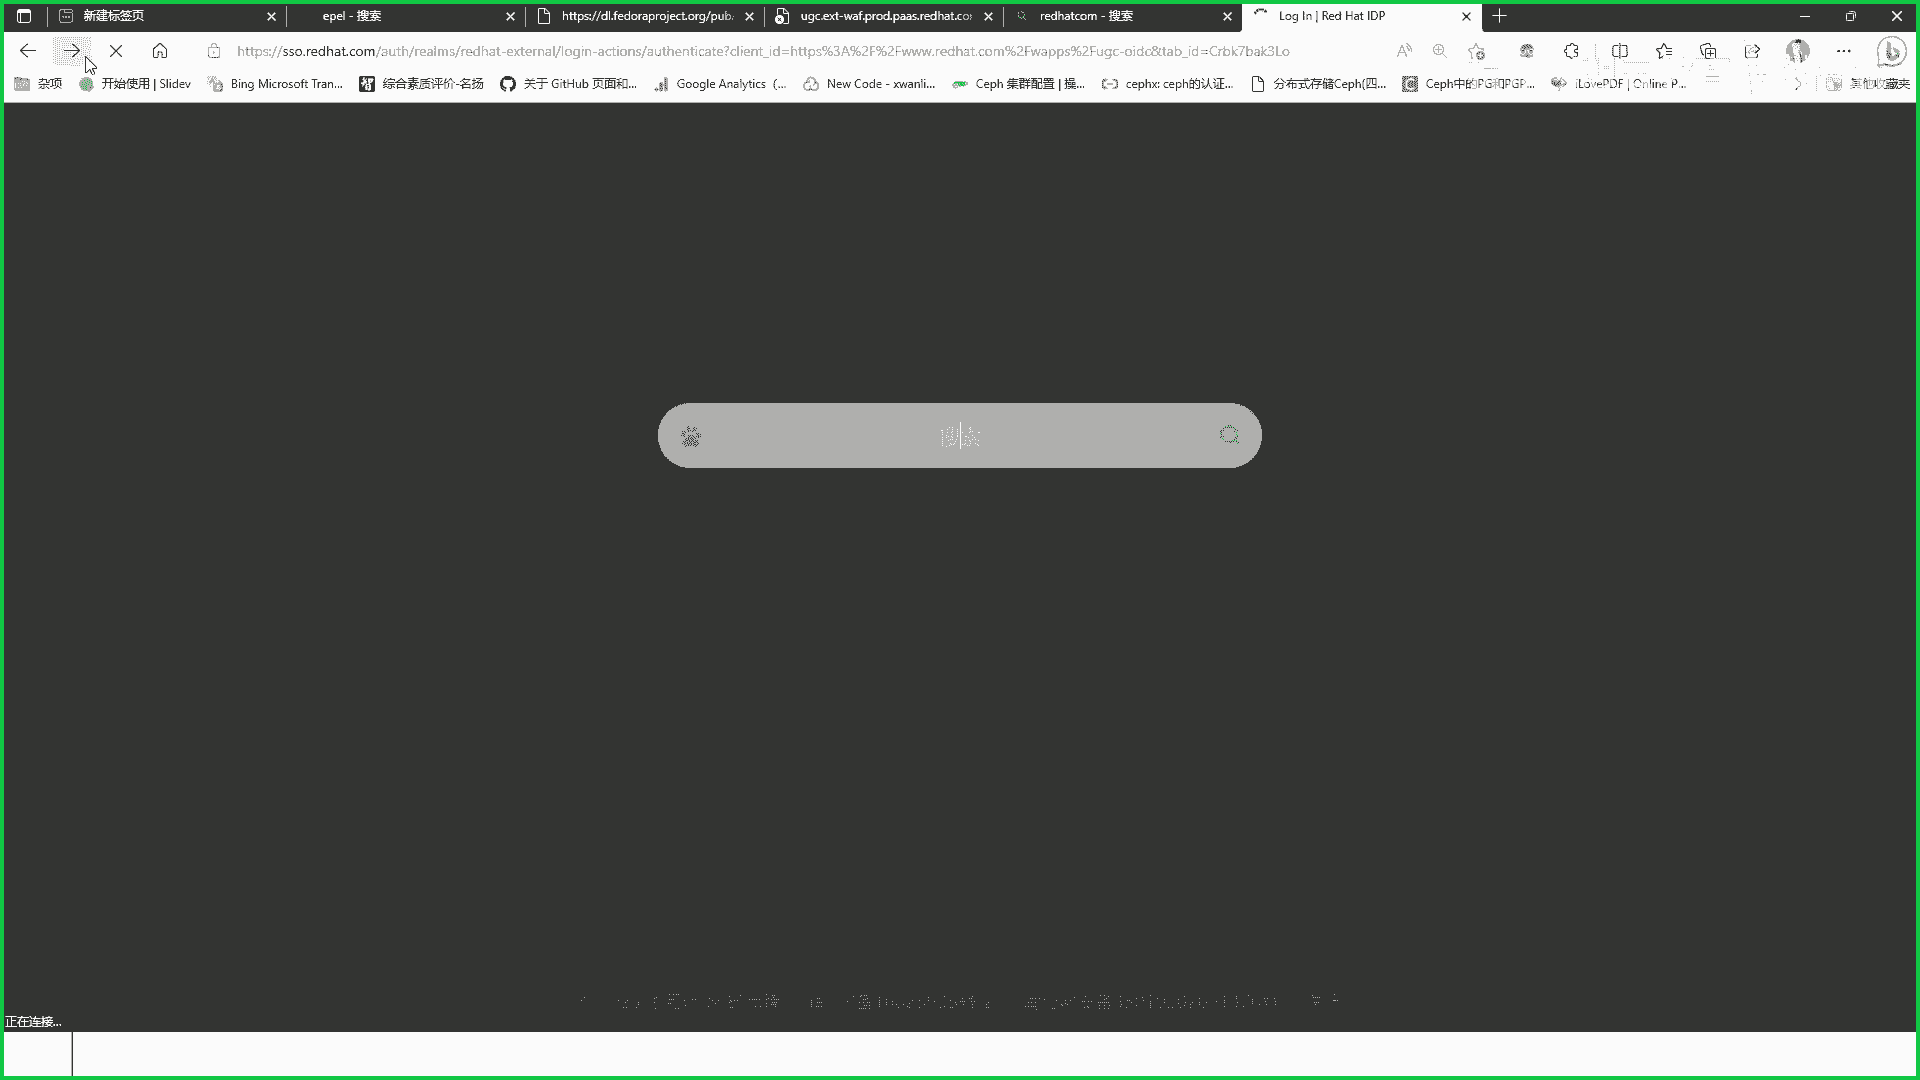 新建标签页
epel - 搜索
https://dl.fedoraproject.org/pub/
ugc.ext-waf.prod.paas.redhat.co
redhatcom - 搜索
Log In | Red Hat IDP
https://sso.redhat.com/auth/realms/redhat-external/login-actions/authenticate?client_id=https%3A%2F%2Fwww.redhat.com%2Fwapps%2Fugc-oidc&tab_id=Crbk7bak3Lo
杂项
开始使用 | Slidev
Bing Microsoft Tran...
综合素质评价-名扬
关于 GitHub 页面和...
Google Analytics (...
New Code - xwanli...
Ceph 集群配置 | 操...
cephx: ceph的认证...
分布式存储Ceph(四...
Ceph中的PG和PGP...
iLovePDF | Online P...
其他收藏夹
搜索
正在连接...